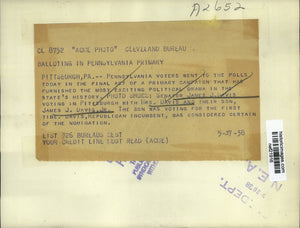 A2652
CL 8752 "ACME PHOTO" CLEVELAND BUREAU
BALLOTING IN PENNSYLVANIA PRIMARY
PITTSBURGH, PA.-- PENNSYLVANIA VOTERS WENT TO THE POLLS
TODAY IN THE FINAL ACT OF A PRIMARY CAMPAIGN THAT HAS
FURNISHED THE MOST EXCITING POLITICAL DRAMA IN THE
STATE'S HISTORY. PHOTO SHOWS: SENATOR JAMES J. DAVIS
VOTING IN PITTSBURGH WITH MRS. DAVIS AND THEIR SON,
JAMES J. DAVIS JR. THE SON WAS VOTING FOR THE FIRST
TIME. DAVIS, REPUBLICAN INCUMBENT, WAS CONSIDERED CERTAIN
OF THE NOMINATION.
BUREAUS 5-17-38
YOUR CREDIT LINE MUST READ (ACME)
DEPT.
N.E.A.
historicimages.com